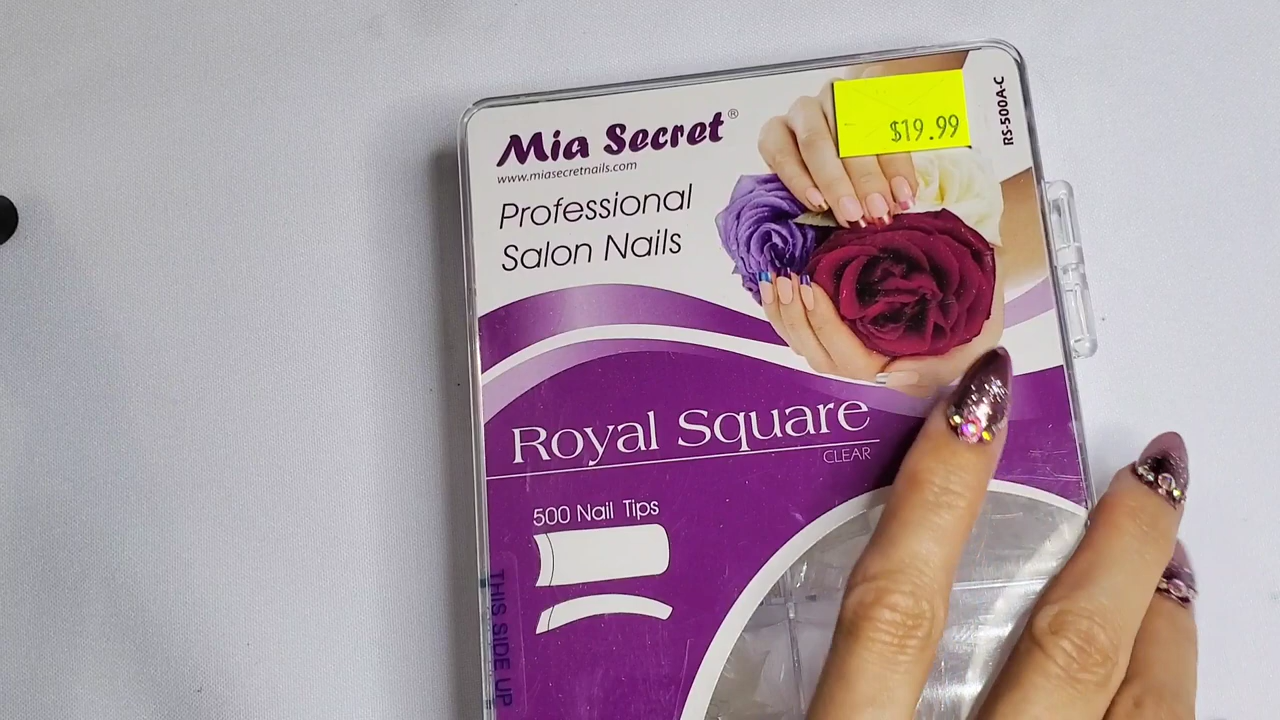 Mia Secret®
www.miasecretnails.com
Professional
Salon Nails
$19.99
RS-500A-C
Royal Square
CLEAR
500 Nail Tips
THIS SIDE UP